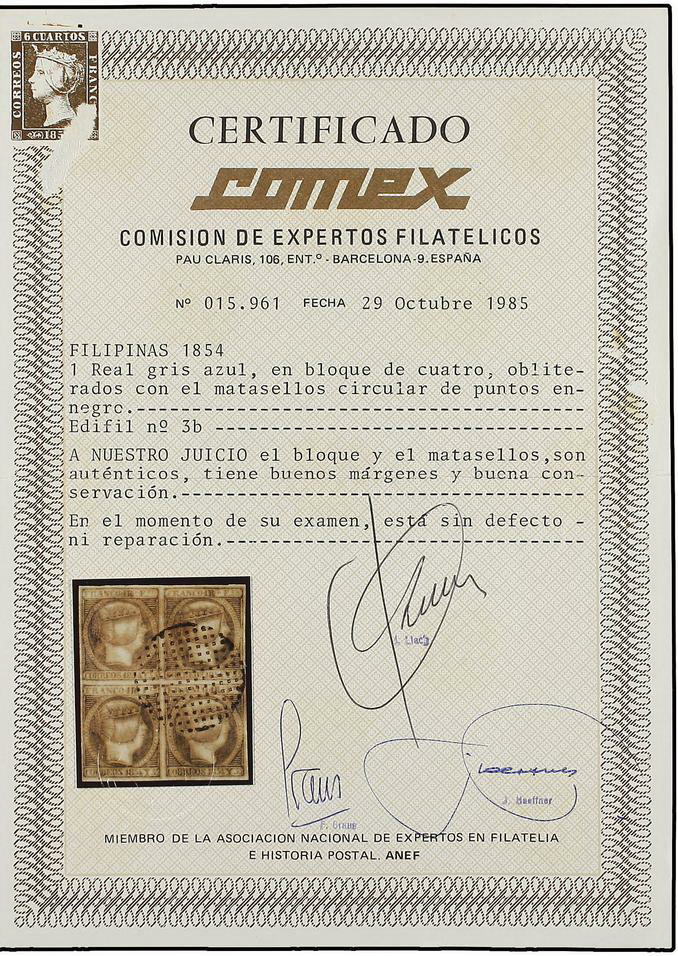 6 CUARTOS
CORREOS
FRANC
185
CERTIFICADO
comex
COMISION DE EXPERTOS FILATELICOS
PAU CLARIS, 106, ENT.º - BARCELONA-9. ESPAÑA
Nº 015.961 FECHA 29 Octubre 1985
FILIPINAS 1854
1 Real gris azul, en bloque de cuatro, oblite-
rados con el matasellos circular de puntos en-
negro.-----------------------------------
Edifil nº 3b -----------------------------
A NUESTRO JUICIO el bloque y el matasellos,son
auténticos, tiene buenos márgenes y buena con-
servación.--------------------------------
En el momento de su examen, está sin defecto -
ni reparación.----------------------------
FRANCO 1R. F.
CORREOS 1854 Y
J. Haeffner
MIEMBRO DE LA ASOCIACION NACIONAL DE EXPERTOS EN FILATELIA
E HISTORIA POSTAL. ANEF